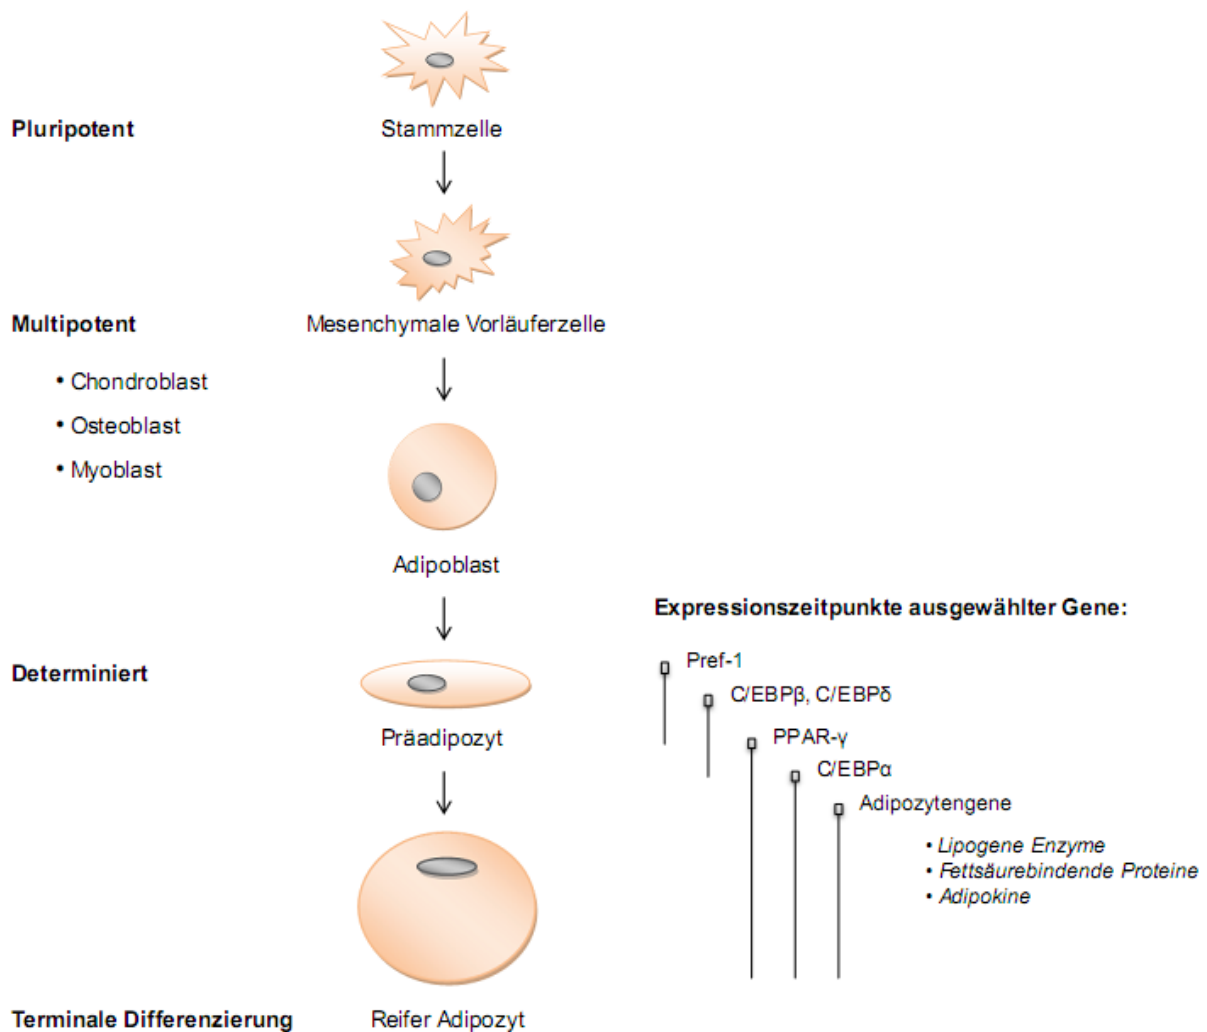 Pluripotent
Stammzelle
Multipotent
Mesenchymale Vorläuferzelle
• Chondroblast
• Osteoblast
• Myoblast
Adipoblast
Expressionszeitpunkte ausgewählter Gene:
Determiniert
Pref-1
C/EBPβ, C/EBPδ
Präadipozyt
PPAR-γ
C/EBPα
Adipozytengene
• Lipogene Enzyme
• Fettsäurebindende Proteine
• Adipokine
Terminale Differenzierung
Reifer Adipozyt